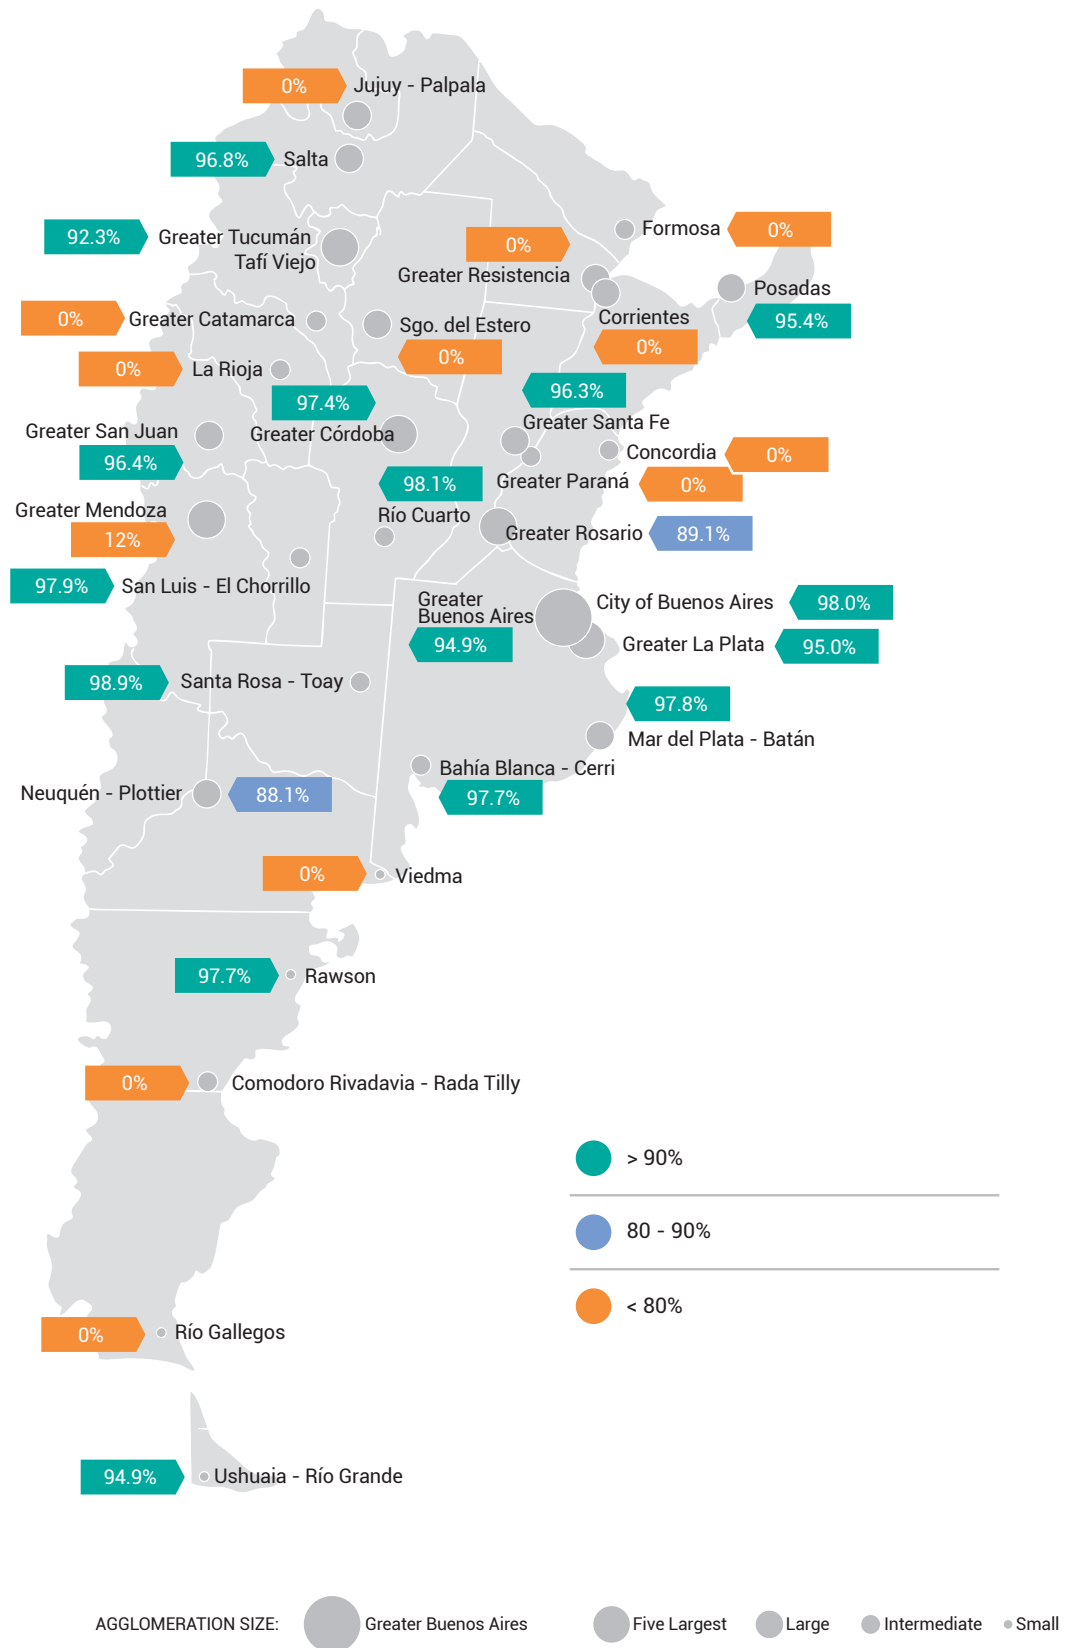 0%
Jujuy - Palpala
96.8%
Salta
92.3%
Greater Tucumán
Tafí Viejo
Formosa
0%
0%
Greater Resistencia
Posadas
95.4%
0%
Greater Catamarca
Sgo. del Estero
0%
Corrientes
0%
0%
La Rioja
97.4%
Greater Córdoba
96.3%
Greater Santa Fe
Greater San Juan
96.4%
Concordia
0%
Greater Paraná
0%
98.1%
Río Cuarto
Greater Mendoza
12%
Greater Rosario
89.1%
97.9%
San Luis - El Chorrillo
Greater
Buenos Aires
94.9%
City of Buenos Aires
98.0%
Greater La Plata
95.0%
98.9%
Santa Rosa - Toay
97.8%
Mar del Plata - Batán
Bahía Blanca - Cerri
97.7%
Neuquén - Plottier
88.1%
0%
Viedma
97.7%
Rawson
0%
Comodoro Rivadavia - Rada Tilly
> 90%
80 - 90%
< 80%
0%
Río Gallegos
94.9%
Ushuaia - Río Grande
AGGLOMERATION SIZE: Greater Buenos Aires Five Largest Large Intermediate Small